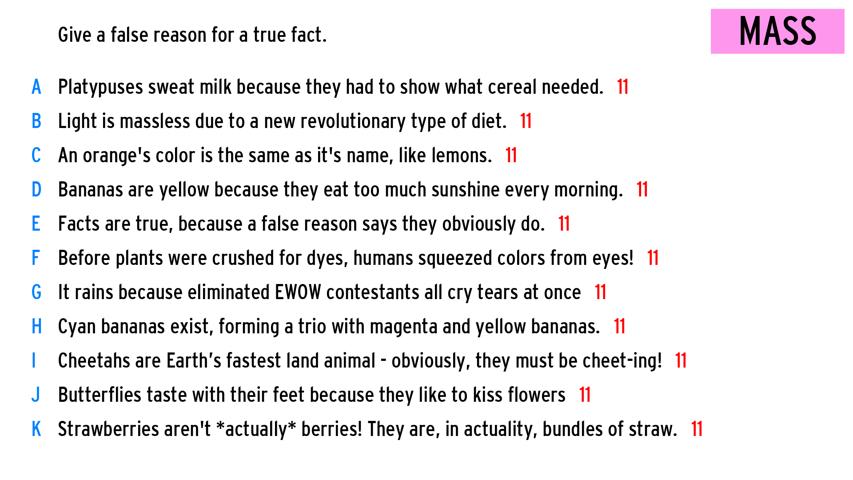 Give a false reason for a true fact.
MASS
A Platypuses sweat milk because they had to show what cereal needed. 11
B Light is massless due to a new revolutionary type of diet. 11
C An orange's color is the same as it's name, like lemons. 11
D Bananas are yellow because they eat too much sunshine every morning. 11
E Facts are true, because a false reason says they obviously do. 11
F Before plants were crushed for dyes, humans squeezed colors from eyes! 11
G It rains because eliminated EWOW contestants all cry tears at once 11
H Cyan bananas exist, forming a trio with magenta and yellow bananas. 11
I Cheetahs are Earth's fastest land animal - obviously, they must be cheet-ing! 11
J Butterflies taste with their feet because they like to kiss flowers 11
K Strawberries aren't *actually* berries! They are, in actuality, bundles of straw. 11